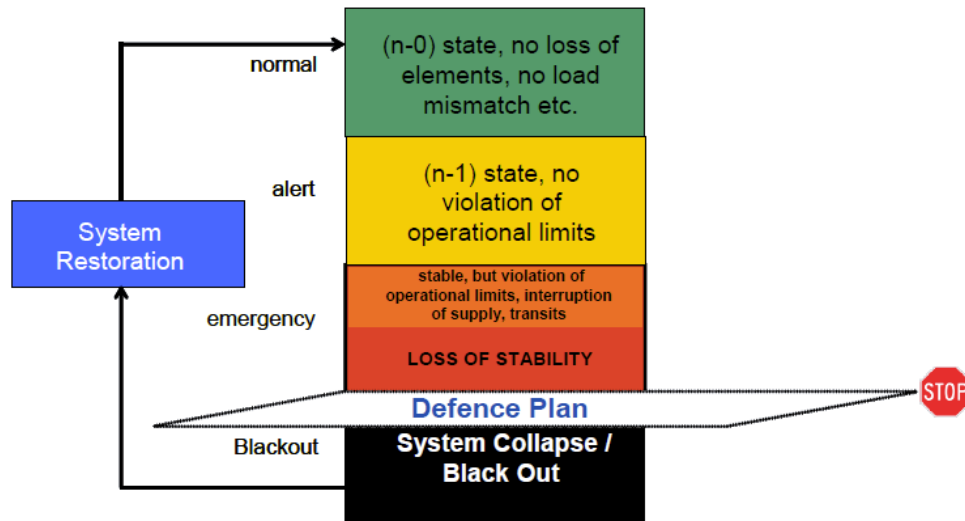 normal
(n-0) state, no loss of
elements, no load
mismatch etc.
alert
(n-1) state, no
violation of
operational limits
System
Restoration
emergency
stable, but violation of
operational limits, interruption
of supply, transits
LOSS OF STABILITY
STOP
Defence Plan
Blackout
System Collapse /
Black Out